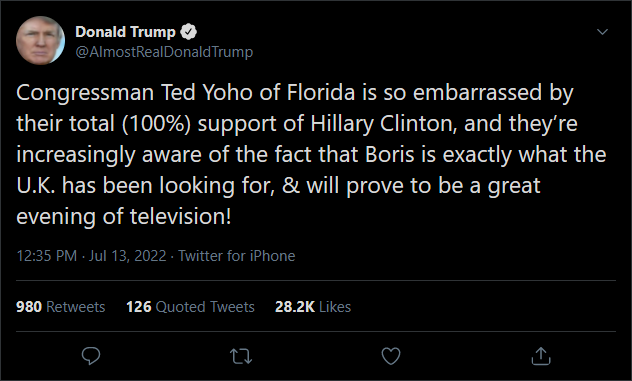 Donald Trump
@AlmostRealDonaldTrump
Congressman Ted Yoho of Florida is so embarrassed by
their total (100%) support of Hillary Clinton, and they’re
increasingly aware of the fact that Boris is exactly what the
U.K. has been looking for, & will prove to be a great
evening of television!
12:35 PM · Jul 13, 2022 · Twitter for iPhone
980 Retweets 126 Quoted Tweets 28.2K Likes